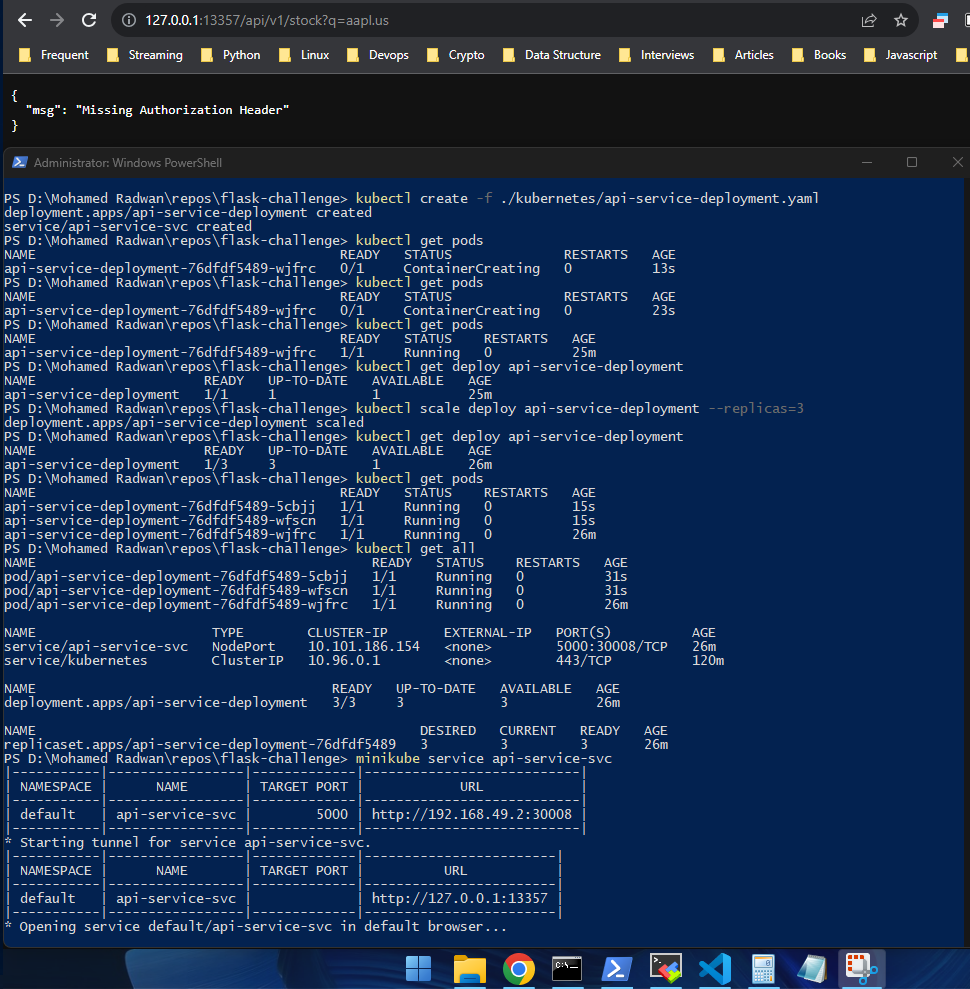 127.0.0.1:13357/api/v1/stock?q=aapl.us
Frequent Streaming Python Linux Devops Crypto Data Structure Interviews Articles Books Javascript
{
"msg": "Missing Authorization Header"
}
Administrator: Windows PowerShell
PS D:\Mohamed Radwan\repos\flask-challenge> kubectl create -f ./kubernetes/api-service-deployment.yaml
deployment.apps/api-service-deployment created
service/api-service-svc created
PS D:\Mohamed Radwan\repos\flask-challenge> kubectl get pods
NAME READY STATUS RESTARTS AGE
api-service-deployment-76dfdf5489-wjfrc 0/1 ContainerCreating 0 13s
PS D:\Mohamed Radwan\repos\flask-challenge> kubectl get pods
NAME READY STATUS RESTARTS AGE
api-service-deployment-76dfdf5489-wjfrc 0/1 ContainerCreating 0 23s
PS D:\Mohamed Radwan\repos\flask-challenge> kubectl get pods
NAME READY STATUS RESTARTS AGE
api-service-deployment-76dfdf5489-wjfrc 1/1 Running 0 25m
PS D:\Mohamed Radwan\repos\flask-challenge> kubectl get deploy api-service-deployment
NAME READY UP-TO-DATE AVAILABLE AGE
api-service-deployment 1/1 1 1 25m
PS D:\Mohamed Radwan\repos\flask-challenge> kubectl scale deploy api-service-deployment --replicas=3
deployment.apps/api-service-deployment scaled
PS D:\Mohamed Radwan\repos\flask-challenge> kubectl get deploy api-service-deployment
NAME READY UP-TO-DATE AVAILABLE AGE
api-service-deployment 1/3 3 1 26m
PS D:\Mohamed Radwan\repos\flask-challenge> kubectl get pods
NAME READY STATUS RESTARTS AGE
api-service-deployment-76dfdf5489-5cbjj 1/1 Running 0 15s
api-service-deployment-76dfdf5489-wfscn 1/1 Running 0 15s
api-service-deployment-76dfdf5489-wjfrc 1/1 Running 0 26m
PS D:\Mohamed Radwan\repos\flask-challenge> kubectl get all
NAME READY STATUS RESTARTS AGE
pod/api-service-deployment-76dfdf5489-5cbjj 1/1 Running 0 31s
pod/api-service-deployment-76dfdf5489-wfscn 1/1 Running 0 31s
pod/api-service-deployment-76dfdf5489-wjfrc 1/1 Running 0 26m
NAME TYPE CLUSTER-IP EXTERNAL-IP PORT(S) AGE
service/api-service-svc NodePort 10.101.186.154 <none> 5000:30008/TCP 26m
service/kubernetes ClusterIP 10.96.0.1 <none> 443/TCP 120m
NAME READY UP-TO-DATE AVAILABLE AGE
deployment.apps/api-service-deployment 3/3 3 3 26m
NAME DESIRED CURRENT READY AGE
replicaset.apps/api-service-deployment-76dfdf5489 3 3 3 26m
PS D:\Mohamed Radwan\repos\flask-challenge> minikube service api-service-svc
|-----------|-----------------|-------------|---------------------------|
| NAMESPACE | NAME | TARGET PORT | URL |
|-----------|-----------------|-------------|---------------------------|
| default | api-service-svc | 5000 | http://192.168.49.2:30008 |
|-----------|-----------------|-------------|---------------------------|
* Starting tunnel for service api-service-svc.
|-----------|-----------------|-------------|------------------------|
| NAMESPACE | NAME | TARGET PORT | URL |
|-----------|-----------------|-------------|------------------------|
| default | api-service-svc | | http://127.0.0.1:13357 |
|-----------|-----------------|-------------|------------------------|
* Opening service default/api-service-svc in default browser...